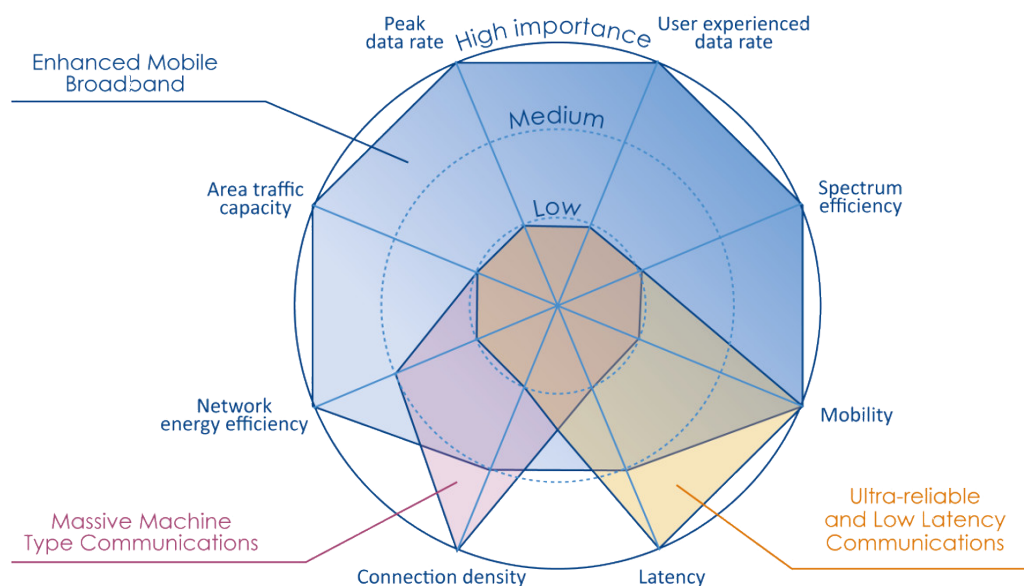 Peak
data rate
High importance
User experienced
data rate
Enhanced Mobile
Broadband
Medium
Area traffic
capacity
Low
Spectrum
efficiency
Network
energy efficiency
Mobility
Massive Machine
Type Communications
Ultra-reliable
and Low Latency
Communications
Connection density
Latency